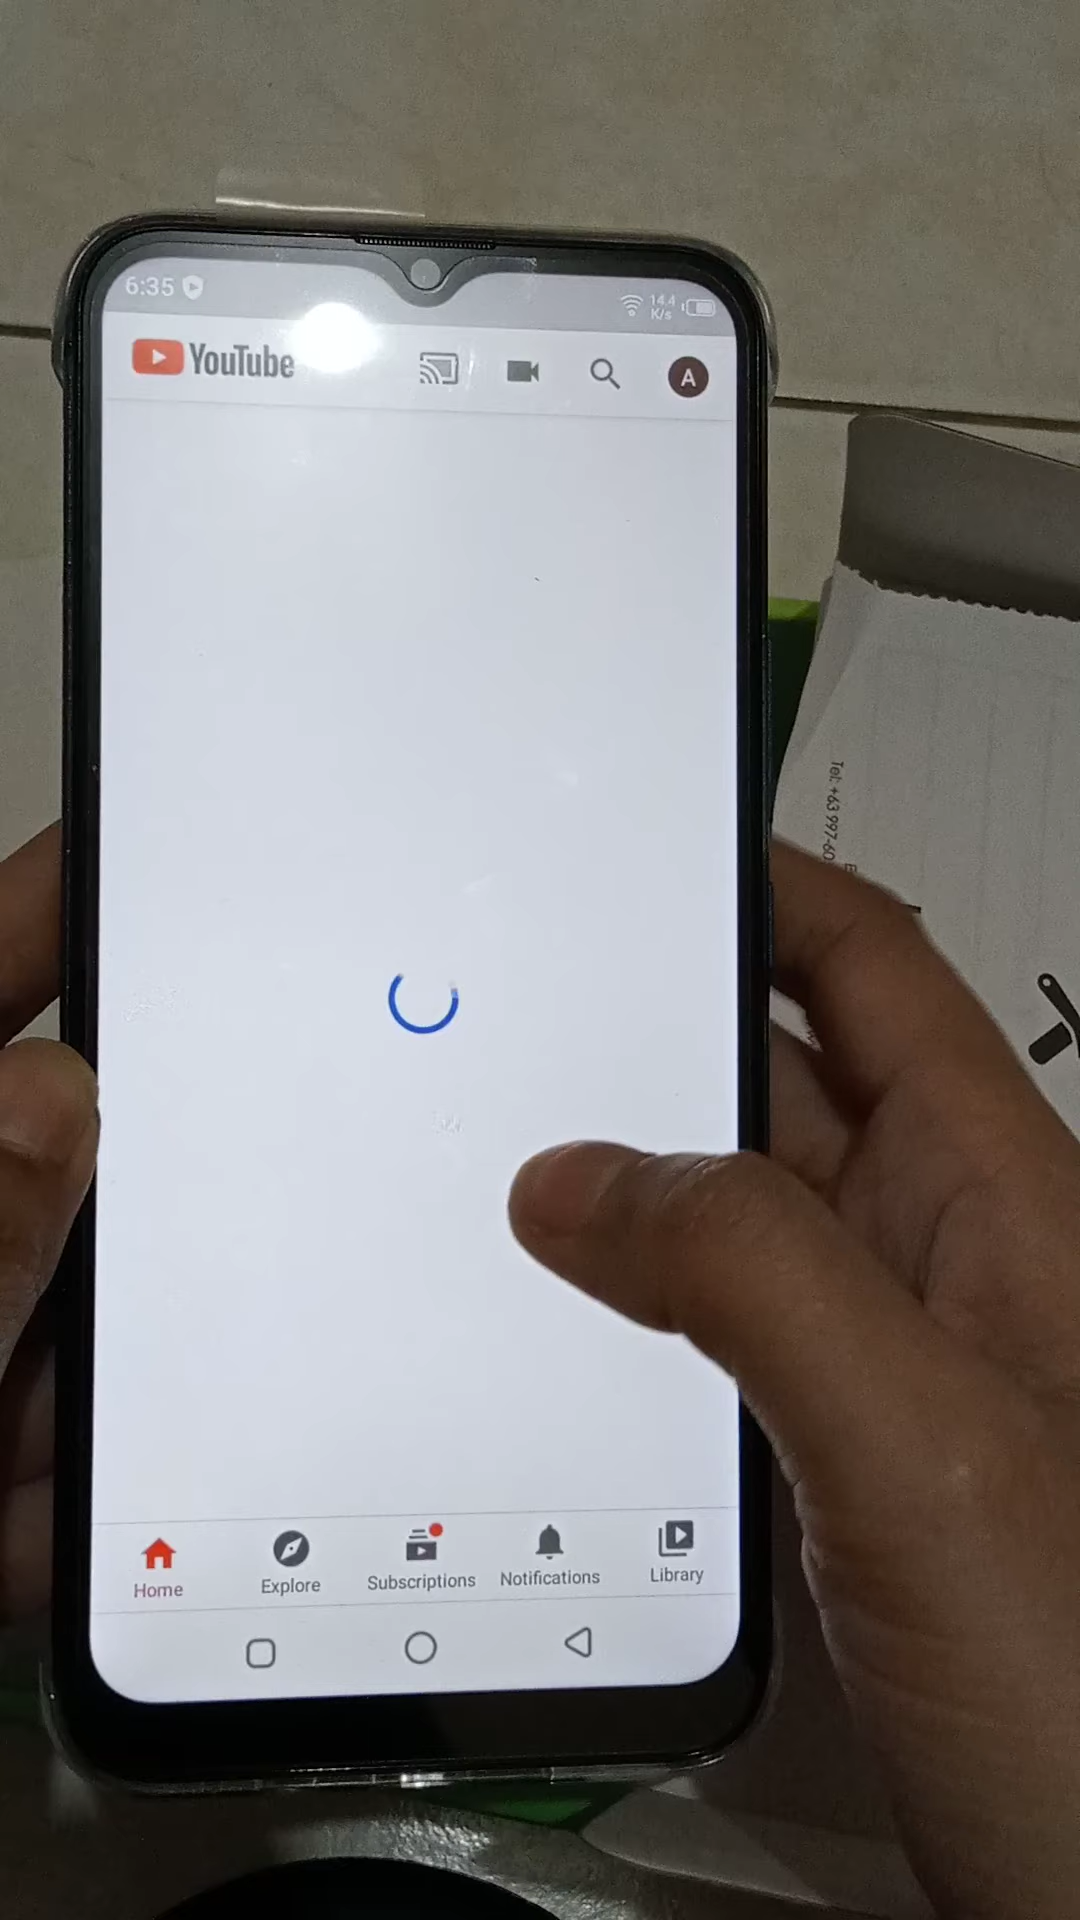 6:35
14.4
K/s
YouTube
A
Tel: +63 997-60
E
Home
Explore
Subscriptions
Notifications
Library